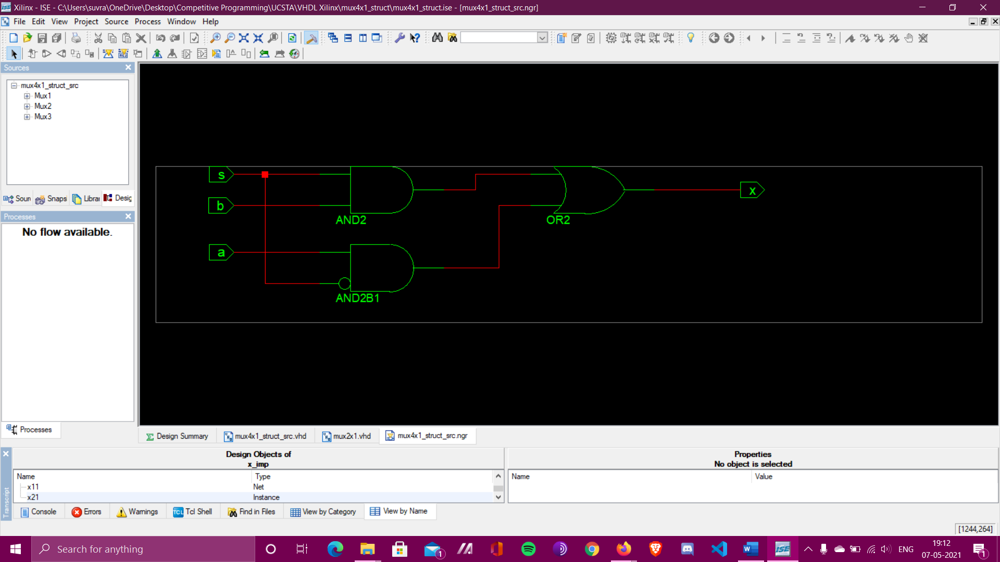 Xilinx - ISE - C:\Users\suvra\OneDrive\Desktop\Competitive Programming\UCSTA\VHDL Xilinx\mux4x1_struct\mux4x1_struct.ise - [mux4x1_struct_src.ngr]
File Edit View Project Source Process Window Help
Sources
mux4x1_struct_src
Mux1
Mux2
Mux3
Soun Snaps Librai Desig
Processes
No flow available.
Processes
s
b
a
AND2
AND2B1
OR2
x
Design Summary mux4x1_struct_src.vhd mux2x1.vhd mux4x1_struct_src.ngr
Transcript
Design Objects of
x_imp
Name Type
x11 Net
x21 Instance
Properties
No object is selected
Name Value
Console Errors Warnings Tcl Shell Find in Files View by Category View by Name
[1244,264]
Search for anything
1
ENG
19:12
07-05-2021
1